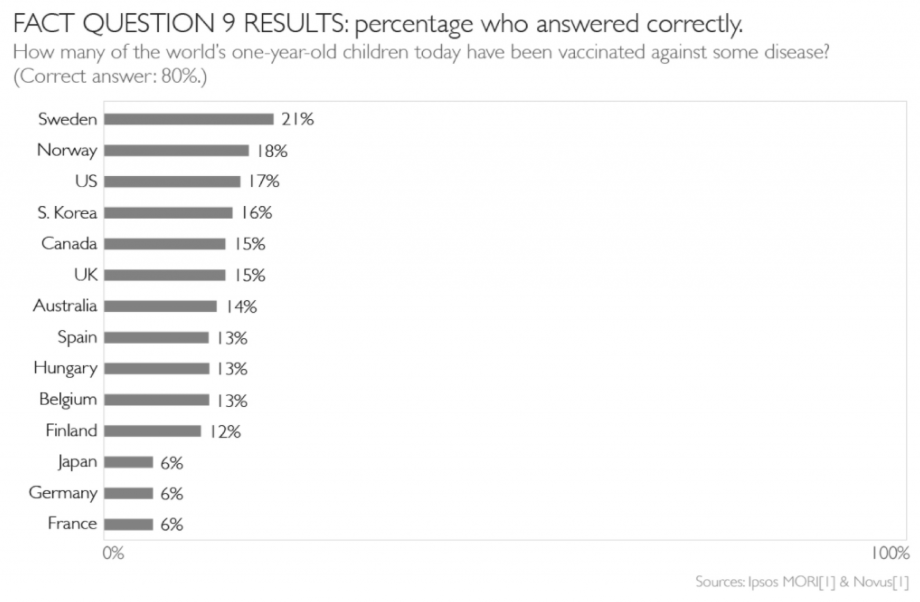 FACT QUESTION 9 RESULTS: percentage who answered correctly.
How many of the world's one-year-old children today have been vaccinated against some disease?
(Correct answer: 80%.)
Sweden 21%
Norway 18%
US 17%
S. Korea 16%
Canada 15%
UK 15%
Australia 14%
Spain 13%
Hungary 13%
Belgium 13%
Finland 12%
Japan 6%
Germany 6%
France 6%
0% 100%
Sources: Ipsos MORI[1] & Novus[1]